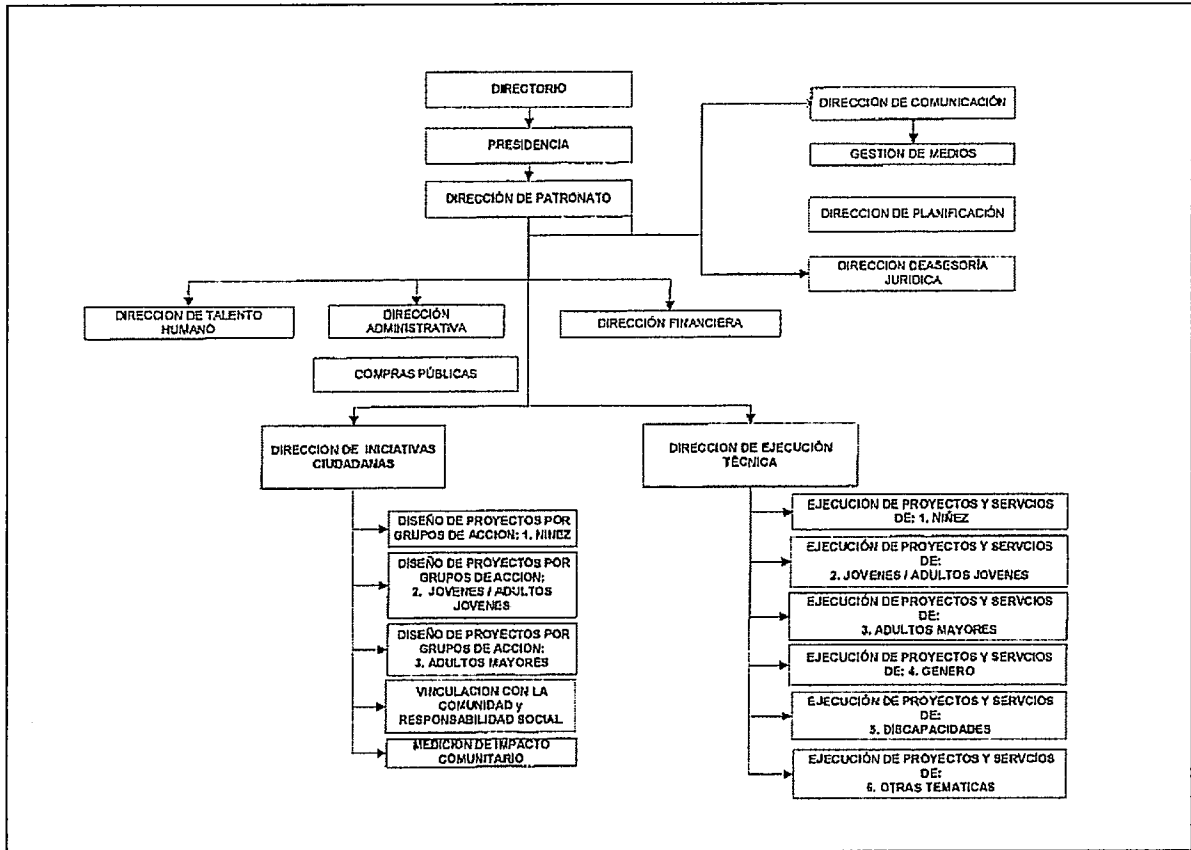 DIRECTORIO
PRESIDENCIA
DIRECCIÓN DE PATRONATO
DIRECCIÓN DE COMUNICACIÓN
GESTIÓN DE MEDIOS
DIRECCION DE PLANIFICACIÓN
DIRECCION DEASESORÍA
JURIDICA
DIRECCION DE TALENTO
HUMANO
DIRECCIÓN
ADMINISTRATIVA
DIRECCIÓN FINANCIERA
COMPRAS PÚBLICAS
DIRECCION DE INICIATIVAS
CIUDADANAS
DISEÑO DE PROYECTOS POR
GRUPOS DE ACCION: 1. NIÑEZ
DISEÑO DE PROYECTOS POR
GRUPOS DE ACCION:
2. JOVENES / ADULTOS
JOVENES
DISEÑO DE PROYECTOS POR
GRUPOS DE ACCION:
3. ADULTOS MAYORES
VINCULACION CON LA
COMUNIDAD y
RESPONSABILIDAD SOCIAL
MEDICION DE IMPACTO
COMUNITARIO
DIRECCION DE EJECUCIÓN
TÉCNICA
EJECUCIÓN DE PROYECTOS Y SERVCIOS
DE: 1. NIÑEZ
EJECUCIÓN DE PROYECTOS Y SERVCIOS
DE:
2. JOVENES / ADULTOS JOVENES
EJECUCIÓN DE PROYECTOS Y SERVCIOS
DE:
3. ADULTOS MAYORES
EJECUCIÓN DE PROYECTOS Y SERVCIOS
DE: 4. GENERO
EJECUCIÓN DE PROYECTOS Y SERVCIOS
DE:
5. DISCAPACIDADES
EJECUCIÓN DE PROYECTOS Y SERVCIOS
DE:
6. OTRAS TEMATICAS